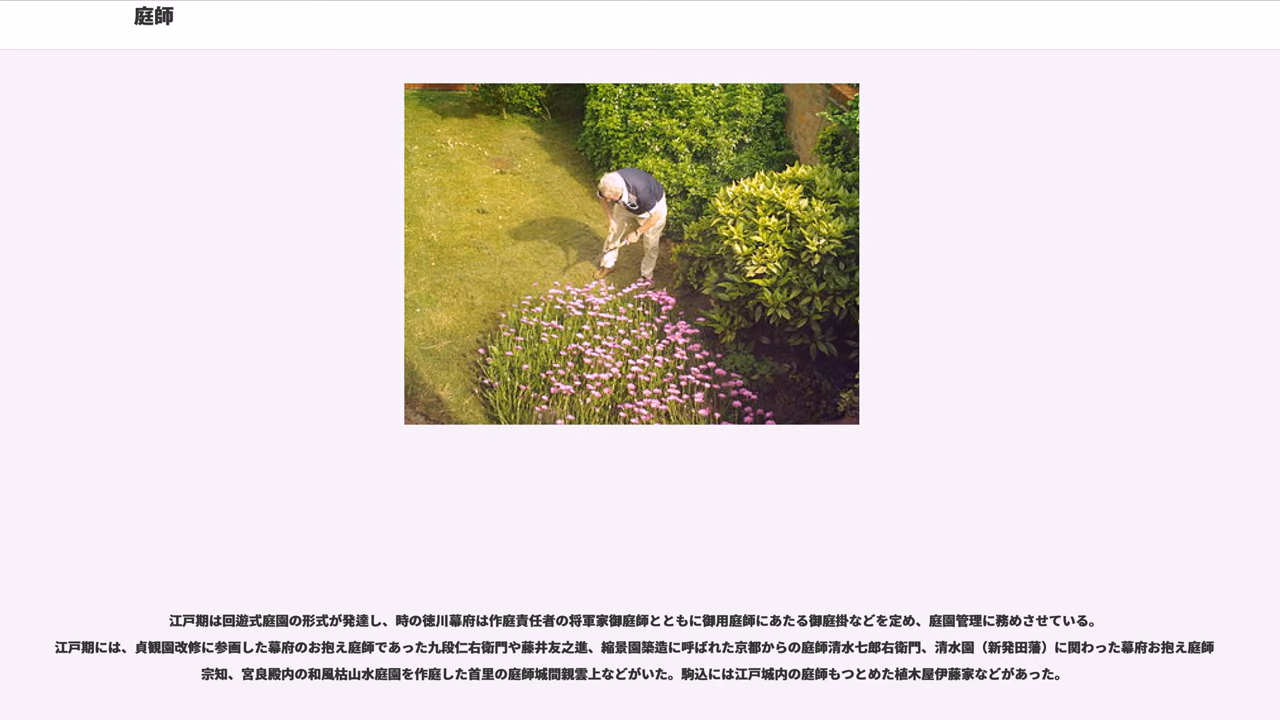 庭師
江戸期は回遊式庭園の形式が発達し、時の徳川幕府は作庭責任者の将軍家御庭師とともに御用庭師にあたる御庭掛などを定め、庭園管理に務めさせている。
江戸期には、貞観園改修に参画した幕府のお抱え庭師であった九段仁右衛門や藤井友之進、縮景園築造に呼ばれた京都からの庭師清水七郎右衛門、清水園（新発田藩）に関わった幕府お抱え庭師
宗知、宮良殿内の和風枯山水庭園を作庭した首里の庭師城間親雲上などがいた。駒込には江戸城内の庭師もつとめた植木屋伊藤家などがあった。